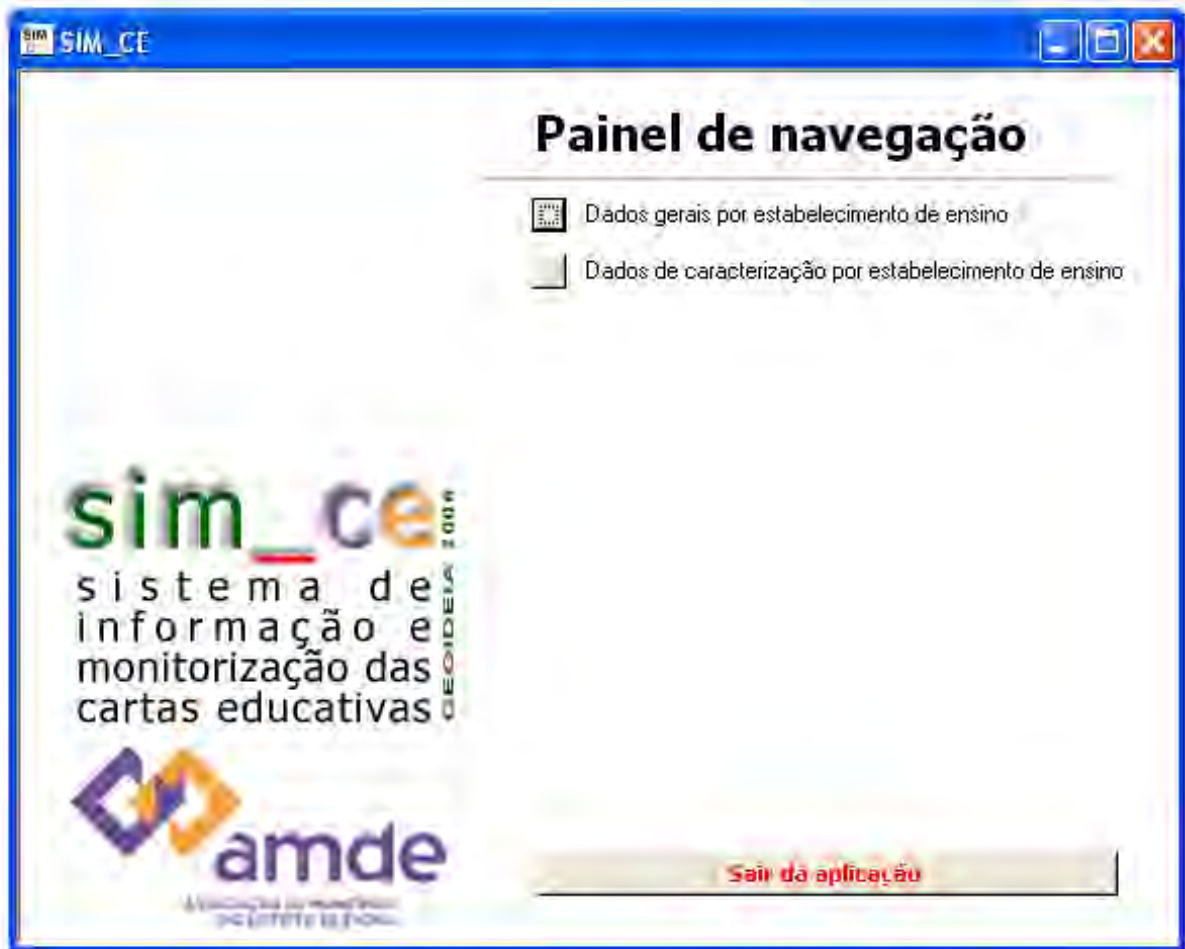 SIM
SIM_CE
Painel de navegação
Dados gerais por estabelecimento de ensino
Dados de caracterização por estabelecimento de ensino
sim_ce
sistema de
informação e
monitorização das
cartas educativas
GEOIDEIA
amde
Sair da aplicação